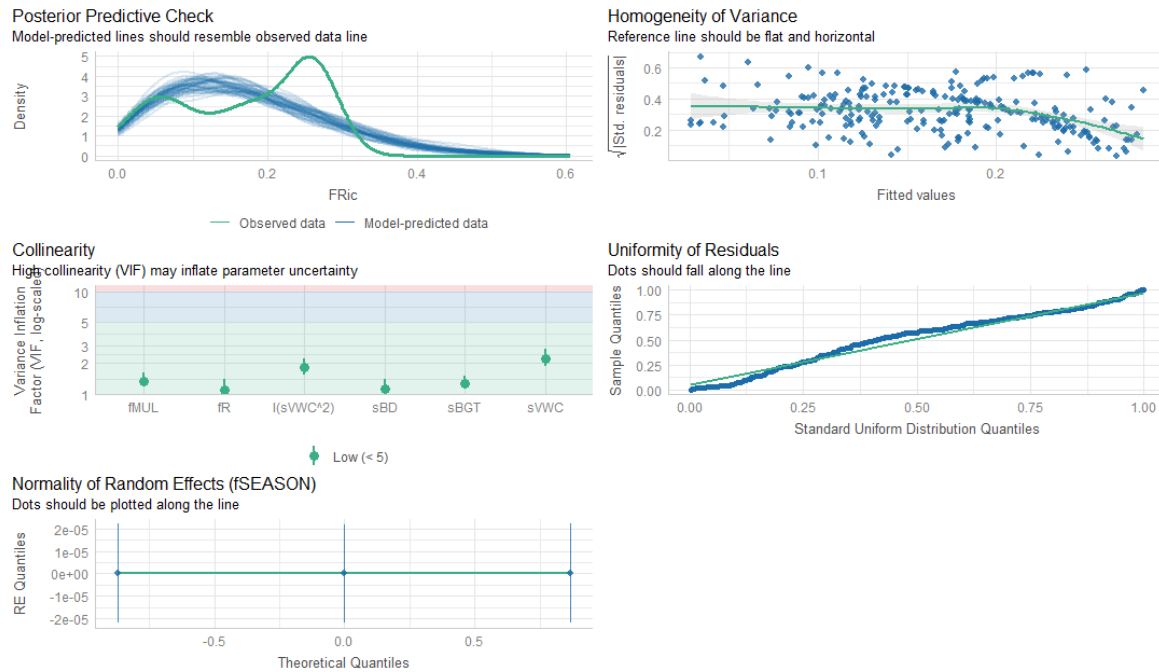 Posterior Predictive Check
Model-predicted lines should resemble observed data line
Density
5
4
3
2
1
0
0.0
0.2
0.4
0.6
FRic
Observed data
Model-predicted data
Homogeneity of Variance
Reference line should be flat and horizontal
√|Std. residuals|
0.6
0.4
0.2
0.1
0.2
Fitted values
Collinearity
High collinearity (VIF) may inflate parameter uncertainty
Variance Inflation
Factor (VIF, log-scaled)
10
5
3
2
1
fMUL
fR
I(sVWC^2)
sBD
sBGT
sVWC
Low (< 5)
Uniformity of Residuals
Dots should fall along the line
Sample Quantiles
1.00
0.75
0.50
0.25
0.00
0.00
0.25
0.50
0.75
1.00
Standard Uniform Distribution Quantiles
Normality of Random Effects (fSEASON)
Dots should be plotted along the line
RE Quantiles
2e-05
1e-05
0e+00
-1e-05
-2e-05
-0.5
0.0
0.5
Theoretical Quantiles